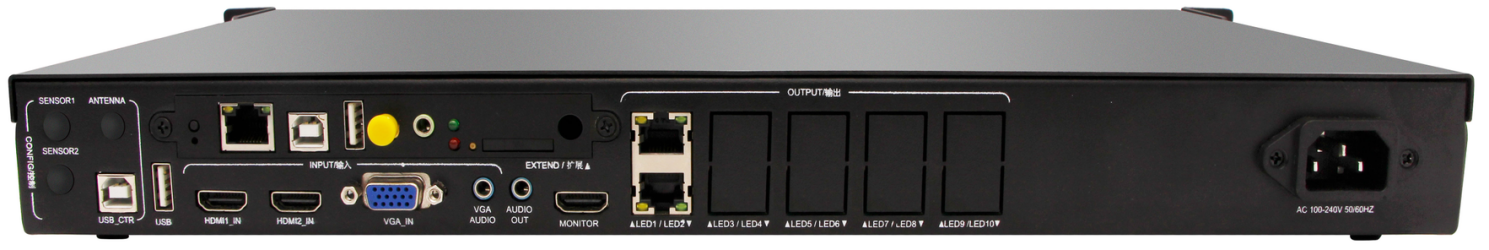 SENSOR1 ANTENNA
SENSOR2
CONFIG/控制
USB_CTR
USB
INPUT/输入
HDMI1_IN
HDMI2_IN
VGA_IN
VGA
AUDIO
AUDIO
OUT
EXTEND / 扩展▲
MONITOR
OUTPUT/输出
▲LED1 / LED2▼
▲LED3 / LED4▼
▲LED5 / LED6▼
▲LED7 / LED8▼
▲LED9 /LED10▼
AC 100-240V 50/60HZ